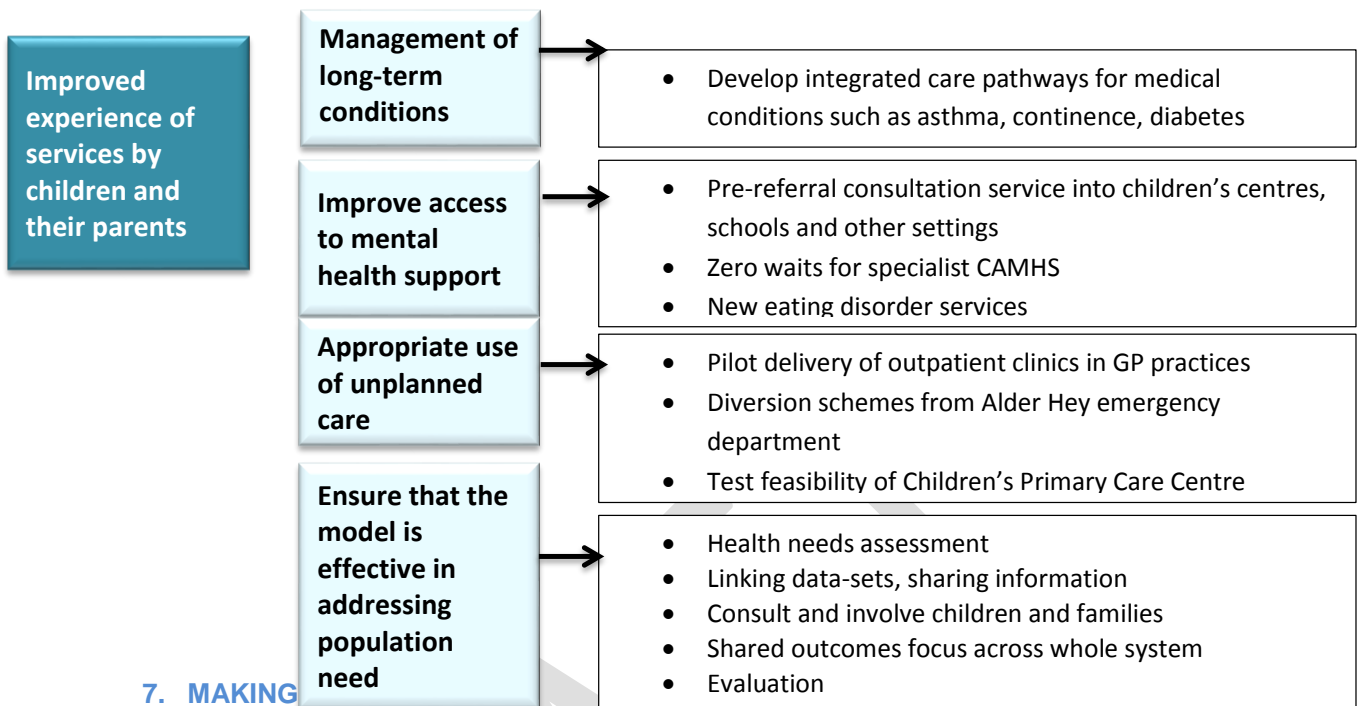 Improved
experience of
services by
children and
their parents
Management of
long-term
conditions
• Develop integrated care pathways for medical
conditions such as asthma, continence, diabetes
Improve access
to mental
health support
• Pre-referral consultation service into children’s centres,
schools and other settings
• Zero waits for specialist CAMHS
• New eating disorder services
Appropriate use
of unplanned
care
• Pilot delivery of outpatient clinics in GP practices
• Diversion schemes from Alder Hey emergency
department
• Test feasibility of Children’s Primary Care Centre
Ensure that the
model is
effective in
addressing
population
need
• Health needs assessment
• Linking data-sets, sharing information
• Consult and involve children and families
• Shared outcomes focus across whole system
• Evaluation
7. MAKING